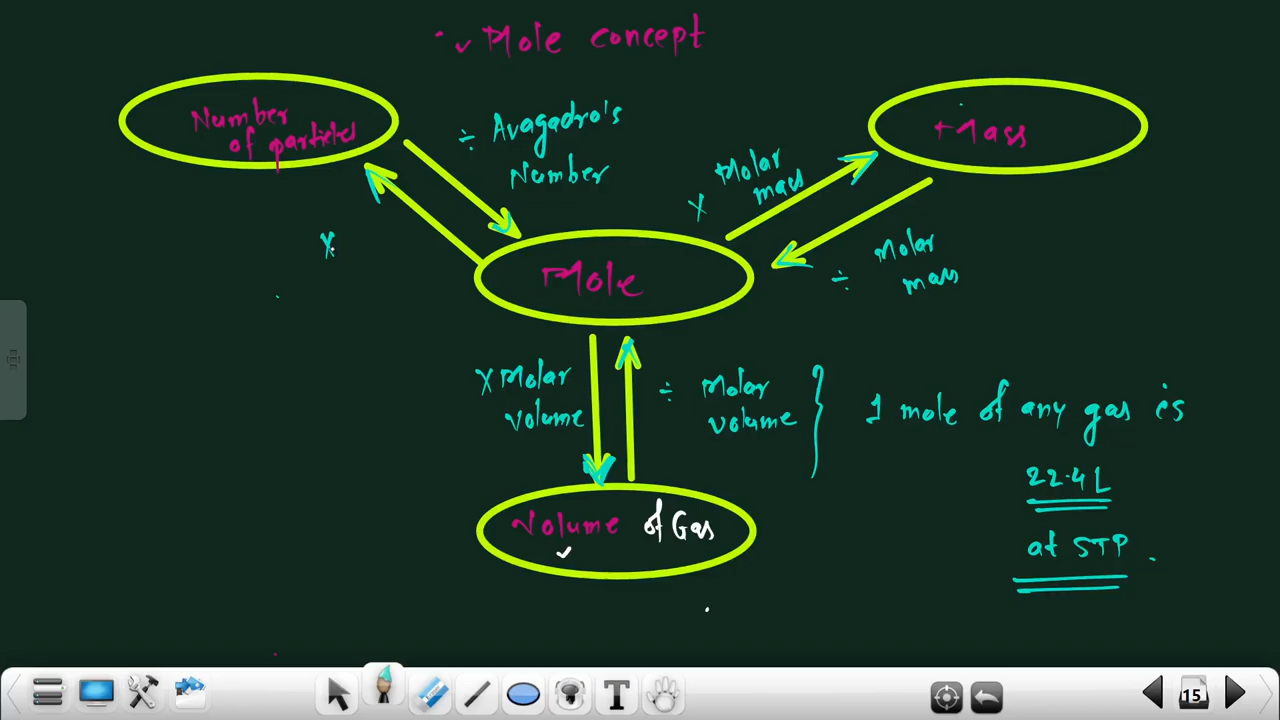 Mole concept
Number
of particles
÷ Avagadro's
Number
Mass
x Molar
mass
÷ Molar
mass
x
Mole
x Molar
volume
÷ Molar
volume
1 mole of any gas is
22.4L
at STP.
Volume of Gas
T
15